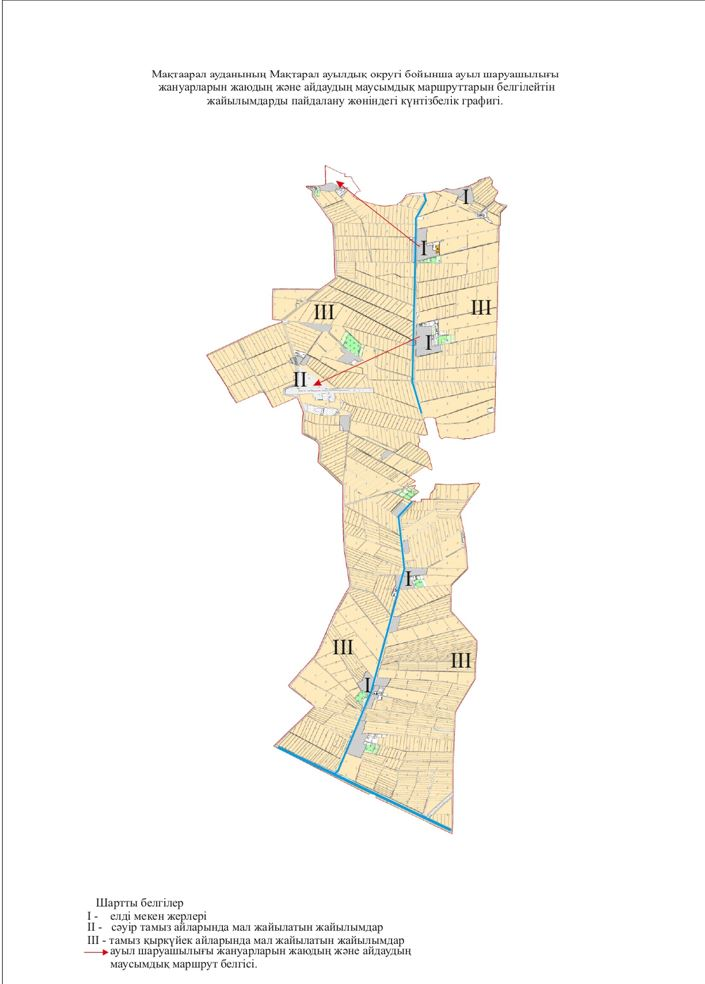 Мақтаарал ауданының Мақтарал ауылдық округі бойынша ауыл шаруашылығы
жануарларын жаюдың және айдаудың маусымдық маршруттарын белгілейтін
жайылымдарды пайдалану жөніндегі күнтізбелік графигі.
I
I
III
III
I
II
I
III
III
I
Шартты белгілер
I - елді мекен жерлері
II - сәуір тамыз айларында мал жайылатын жайылымдар
III - тамыз қыркүйек айларында мал жайылатын жайылымдар
ауыл шаруашылығы жануарларын жаюдың және айдаудың
маусымдық маршрут белгісі.